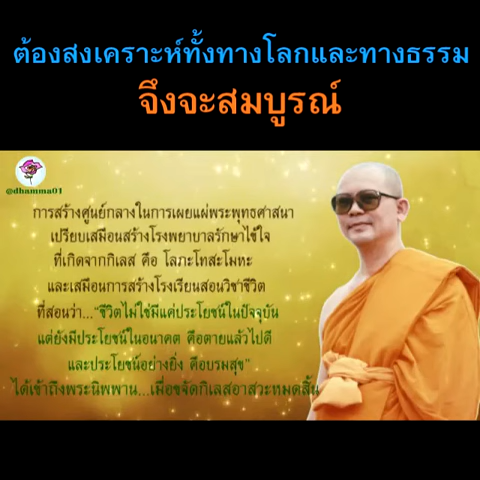 ต้องสงเคราะห์ทั้งทางโลกและทางธรรม
จึงจะสมบูรณ์
@dhamma01
การสร้างศูนย์กลางในการเผยแผ่พระพุทธศาสนา
เปรียบเสมือนสร้างโรงพยาบาลรักษาไข้ใจ
ที่เกิดจากกิเลส คือ โลภะโทสะโมหะ
และเสมือนการสร้างโรงเรียนสอนวิชาชีวิต
ที่สอนว่า..."ชีวิตไม่ใช่มีแค่ประโยชน์ในปัจจุบัน
แต่ยังมีประโยชน์ในอนาคต คือตายแล้วไปดี
และประโยชน์อย่างยิ่ง คือบรมสุข"
ได้เข้าถึงพระนิพพาน...เมื่อขจัดกิเลสอาสวะหมดสิ้น